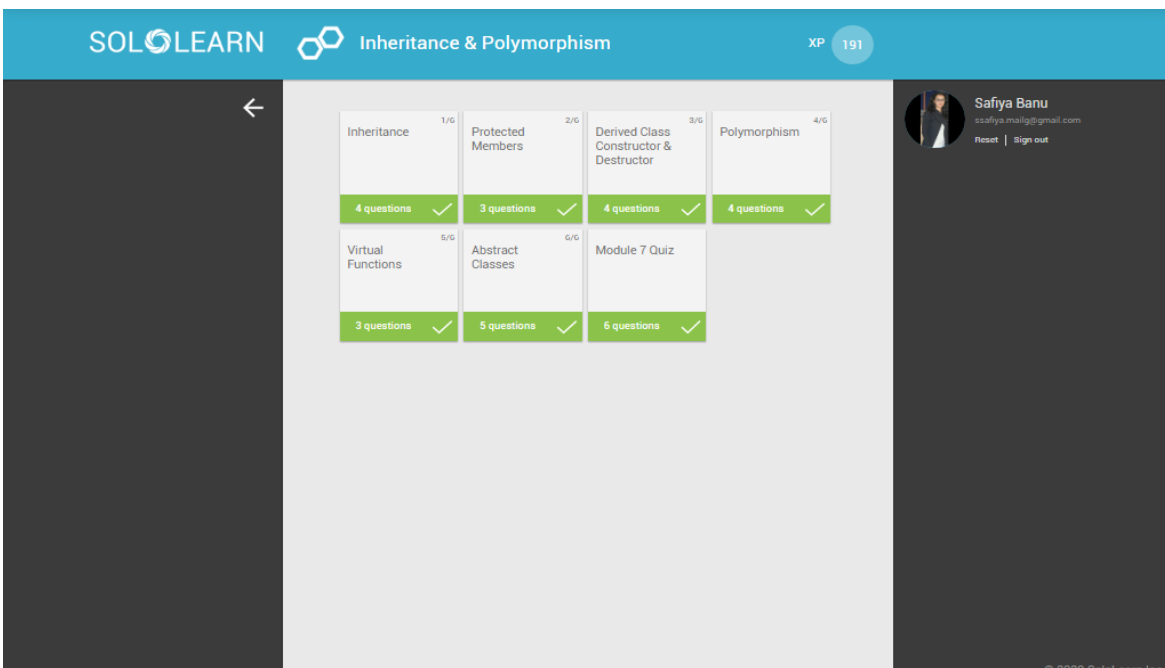 SOLOLEARN
Inheritance & Polymorphism
XP 191
Safiya Banu
ssafiya.mailg@gmail.com
Reset | Sign out
1/6
Inheritance
4 questions
2/6
Protected
Members
3 questions
3/6
Derived Class
Constructor &
Destructor
4 questions
4/6
Polymorphism
4 questions
5/6
Virtual
Functions
3 questions
6/6
Abstract
Classes
5 questions
Module 7 Quiz
6 questions